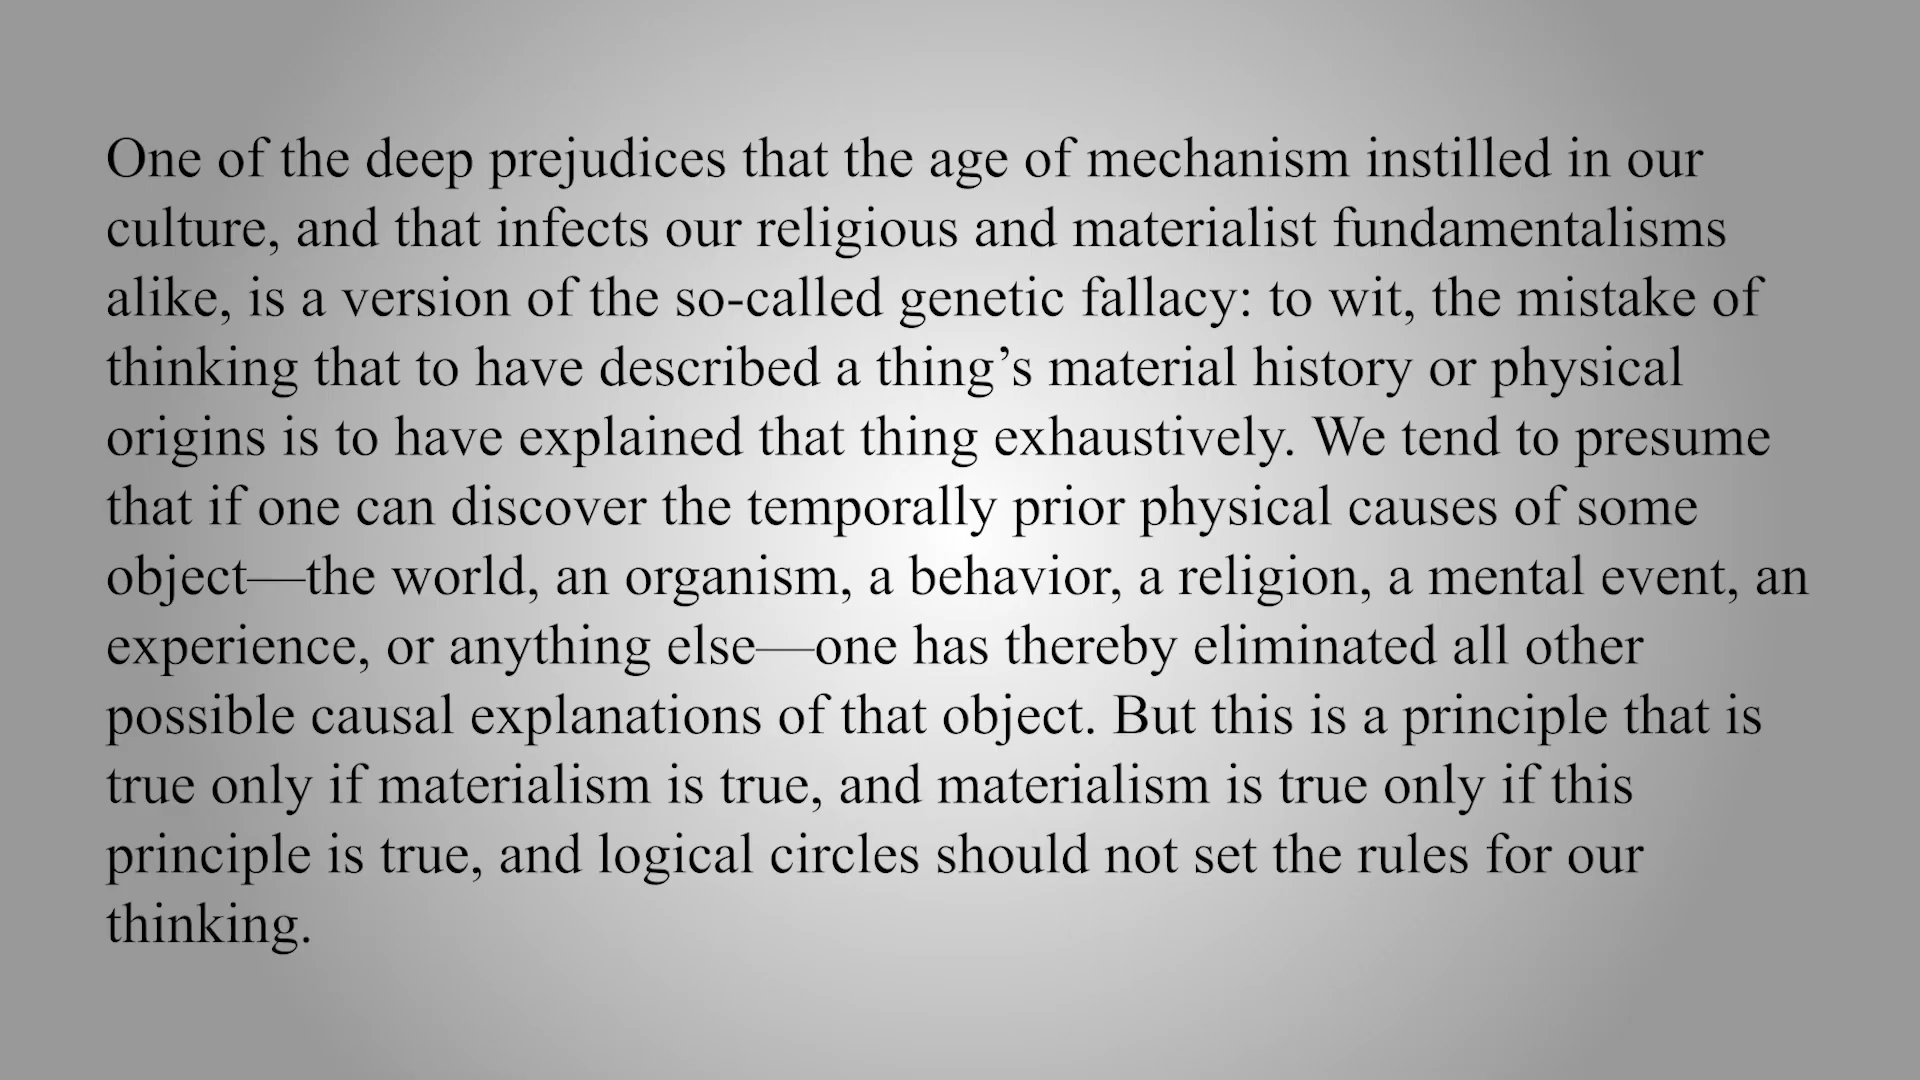 One of the deep prejudices that the age of mechanism instilled in our
culture, and that infects our religious and materialist fundamentalisms
alike, is a version of the so-called genetic fallacy: to wit, the mistake of
thinking that to have described a thing’s material history or physical
origins is to have explained that thing exhaustively. We tend to presume
that if one can discover the temporally prior physical causes of some
object—the world, an organism, a behavior, a religion, a mental event, an
experience, or anything else—one has thereby eliminated all other
possible causal explanations of that object. But this is a principle that is
true only if materialism is true, and materialism is true only if this
principle is true, and logical circles should not set the rules for our
thinking.